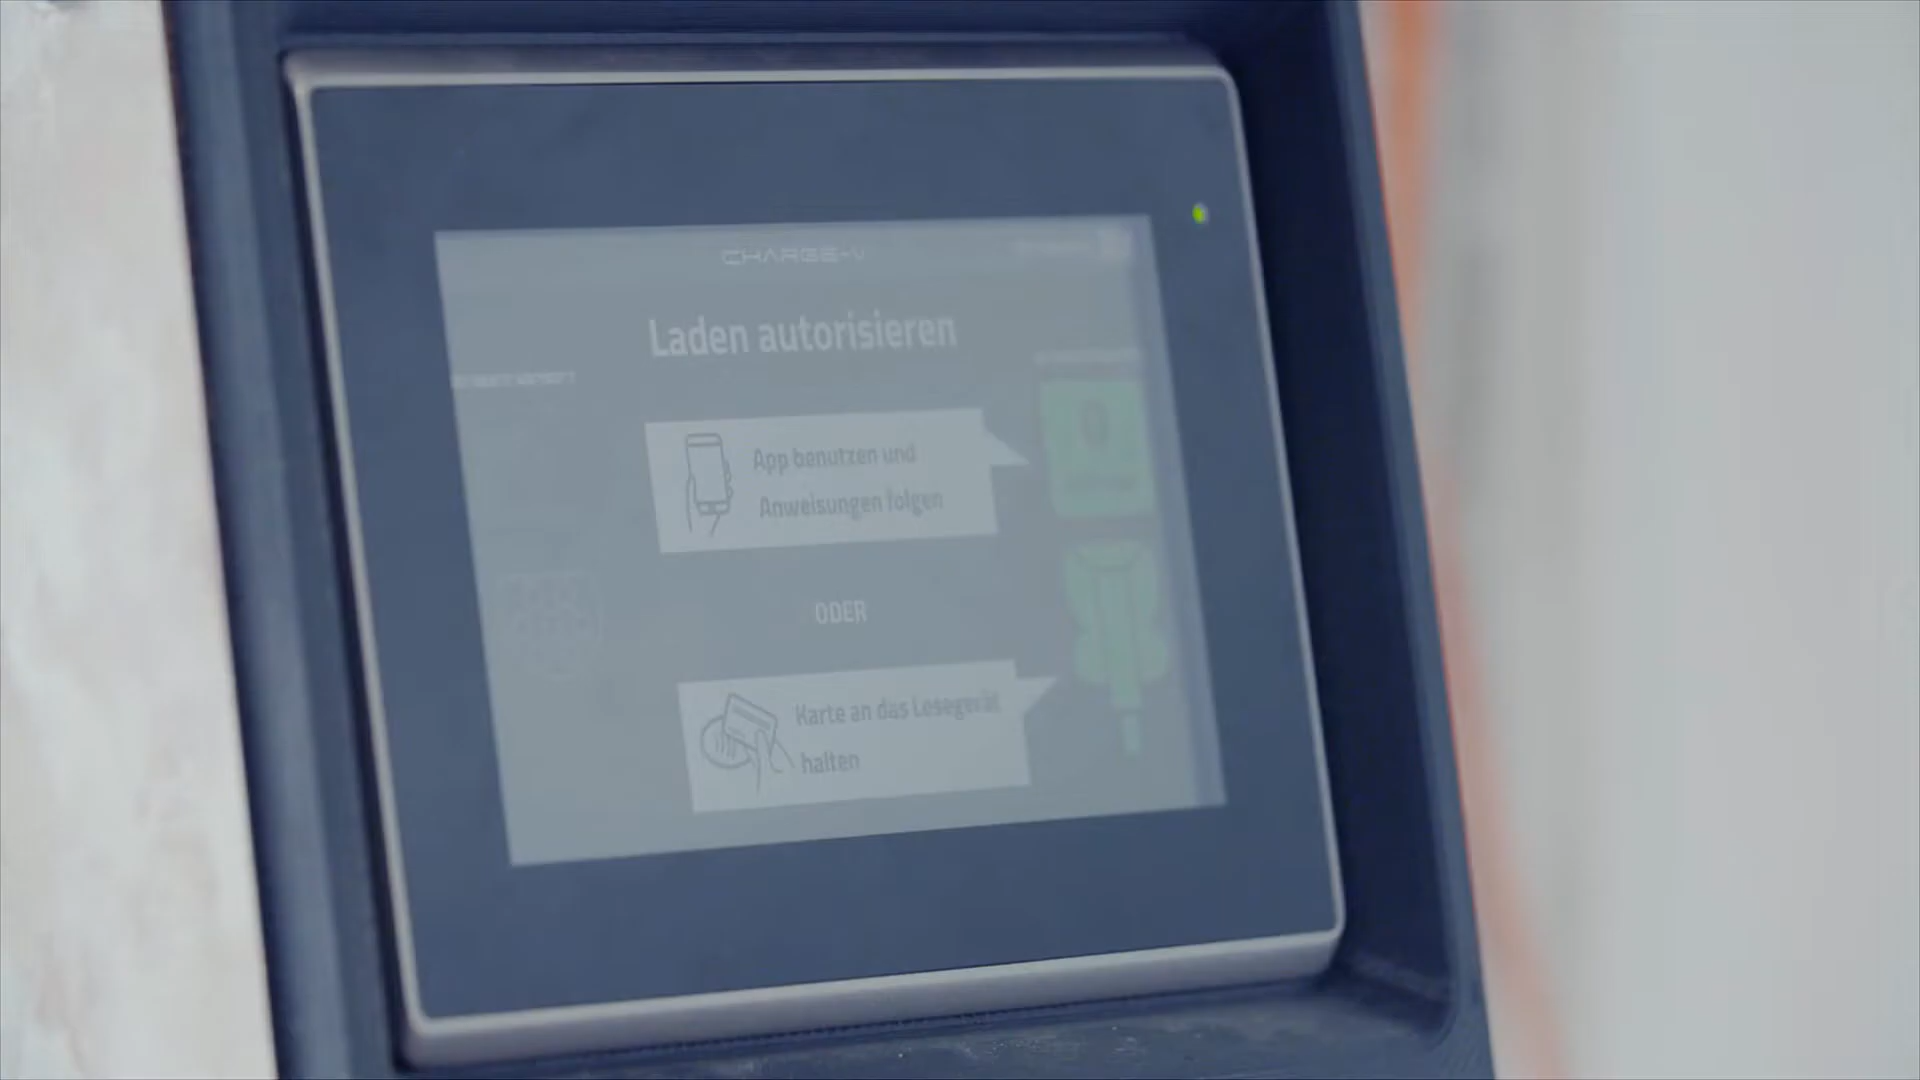 CHARGE-V
Laden autorisieren
App benutzen und
Anweisungen folgen
ODER
Karte an das Lesegerät
halten